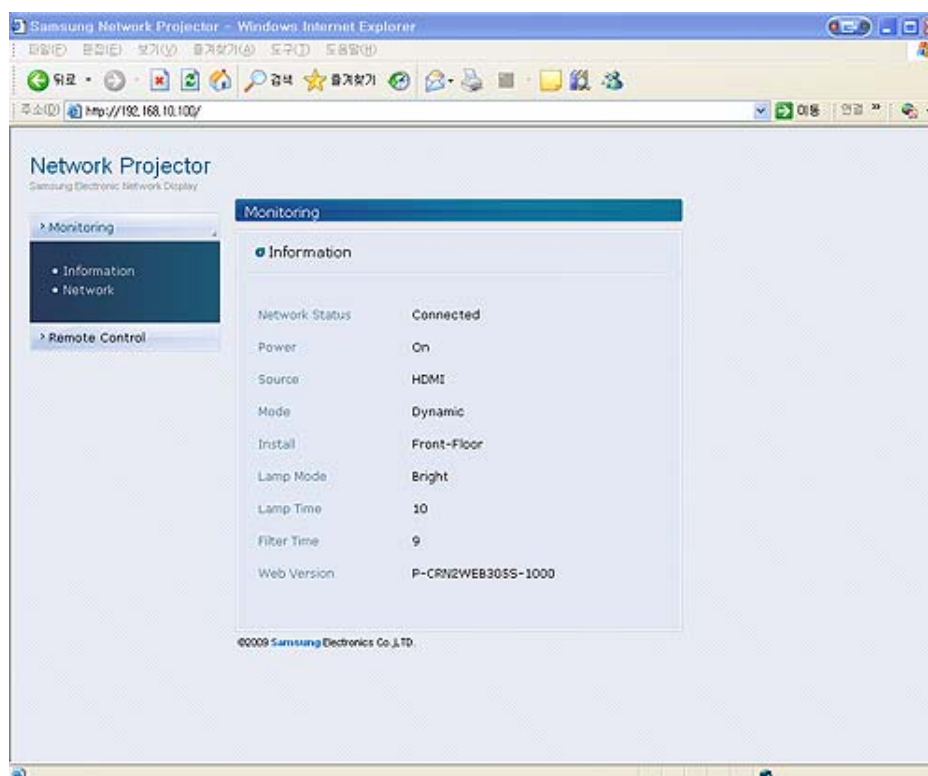 Samsung Network Projector - Windows Internet Explorer
파일(F) 편집(E) 보기(V) 즐겨찾기(A) 도구(T) 도움말(H)
뒤로 검색 즐겨찾기
주소(D) http://192.168.10.100/ 이동 연결 »
Network Projector
Samsung Electronic Network Display
Monitoring
Information
Network
Remote Control
Monitoring
Information
Network Status Connected
Power On
Source HDMI
Mode Dynamic
Install Front-Floor
Lamp Mode Bright
Lamp Time 10
Filter Time 9
Web Version P-CRN2WEB305S-1000
©2009 Samsung Electronics Co.,LTD.